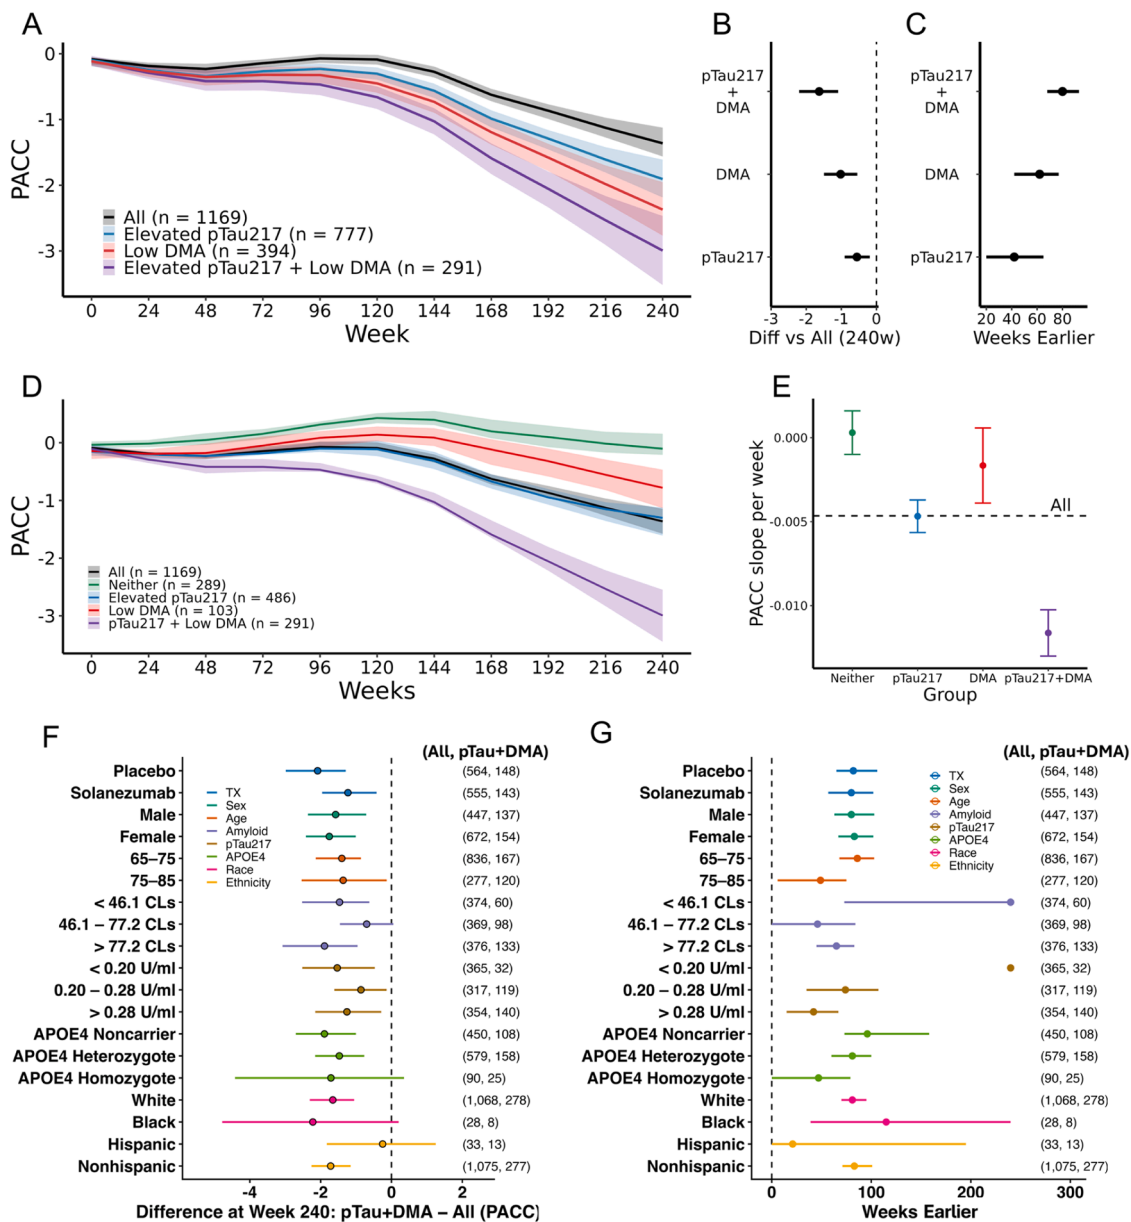 A
0
-1
-2
-3
PACC
All (n = 1169)
Elevated pTau217 (n = 777)
Low DMA (n = 394)
Elevated pTau217 + Low DMA (n = 291)
0 24 48 72 96 120 144 168 192 216 240
Week
B
pTau217
+
DMA
DMA
pTau217
-3 -2 -1 0
Diff vs All (240w)
C
pTau217
+
DMA
DMA
pTau217
20 40 60 80
Weeks Earlier
D
0
-1
-2
-3
PACC
All (n = 1169)
Neither (n = 289)
Elevated pTau217 (n = 486)
Low DMA (n = 103)
pTau217 + Low DMA (n = 291)
0 24 48 72 96 120 144 168 192 216 240
Weeks
E
PACC slope per week
0.000
-0.005
-0.010
All
Neither pTau217 DMA pTau217+DMA
Group
F
(All, pTau+DMA)
Placebo (564, 148)
Solanezumab (555, 143)
Male (447, 137)
Female (672, 154)
65–75 (836, 167)
75–85 (277, 120)
< 46.1 CLs (374, 60)
46.1 – 77.2 CLs (369, 98)
> 77.2 CLs (376, 133)
< 0.20 U/ml (365, 32)
0.20 – 0.28 U/ml (317, 119)
> 0.28 U/ml (354, 140)
APOE4 Noncarrier (450, 108)
APOE4 Heterozygote (579, 158)
APOE4 Homozygote (90, 25)
White (1,068, 278)
Black (28, 8)
Hispanic (33, 13)
Nonhispanic (1,075, 277)
TX
Sex
Age
Amyloid
pTau217
APOE4
Race
Ethnicity
-4 -2 0 2
Difference at Week 240: pTau+DMA – All (PACC)
G
(All, pTau+DMA)
Placebo (564, 148)
Solanezumab (555, 143)
Male (447, 137)
Female (672, 154)
65–75 (836, 167)
75–85 (277, 120)
< 46.1 CLs (374, 60)
46.1 – 77.2 CLs (369, 98)
> 77.2 CLs (376, 133)
< 0.20 U/ml (365, 32)
0.20 – 0.28 U/ml (317, 119)
> 0.28 U/ml (354, 140)
APOE4 Noncarrier (450, 108)
APOE4 Heterozygote (579, 158)
APOE4 Homozygote (90, 25)
White (1,068, 278)
Black (28, 8)
Hispanic (33, 13)
Nonhispanic (1,075, 277)
TX
Sex
Age
Amyloid
pTau217
APOE4
Race
Ethnicity
0 100 200 300
Weeks Earlier